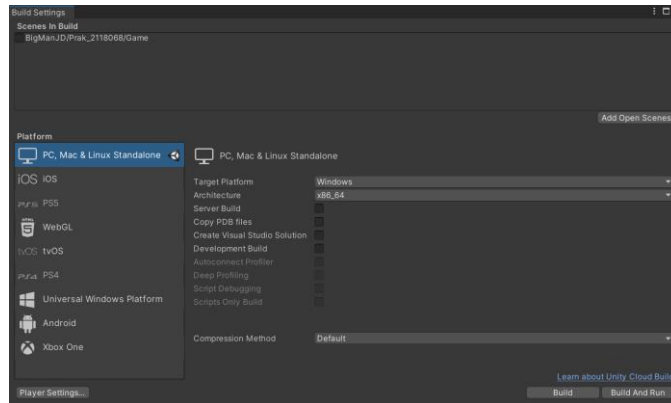 Build Settings
Scenes In Build
BigManJD/Prak_2118068/Game
Add Open Scenes
Platform
PC, Mac & Linux Standalone
iOS iOS
PS5 PS5
WebGL
tvOS tvOS
PS4 PS4
Universal Windows Platform
Android
Xbox One
PC, Mac & Linux Standalone
Target Platform Windows
Architecture x86_64
Server Build
Copy PDB files
Create Visual Studio Solution
Development Build
Autoconnect Profiler
Deep Profiling
Script Debugging
Scripts Only Build
Compression Method Default
Learn about Unity Cloud Build
Player Settings...
Build
Build And Run